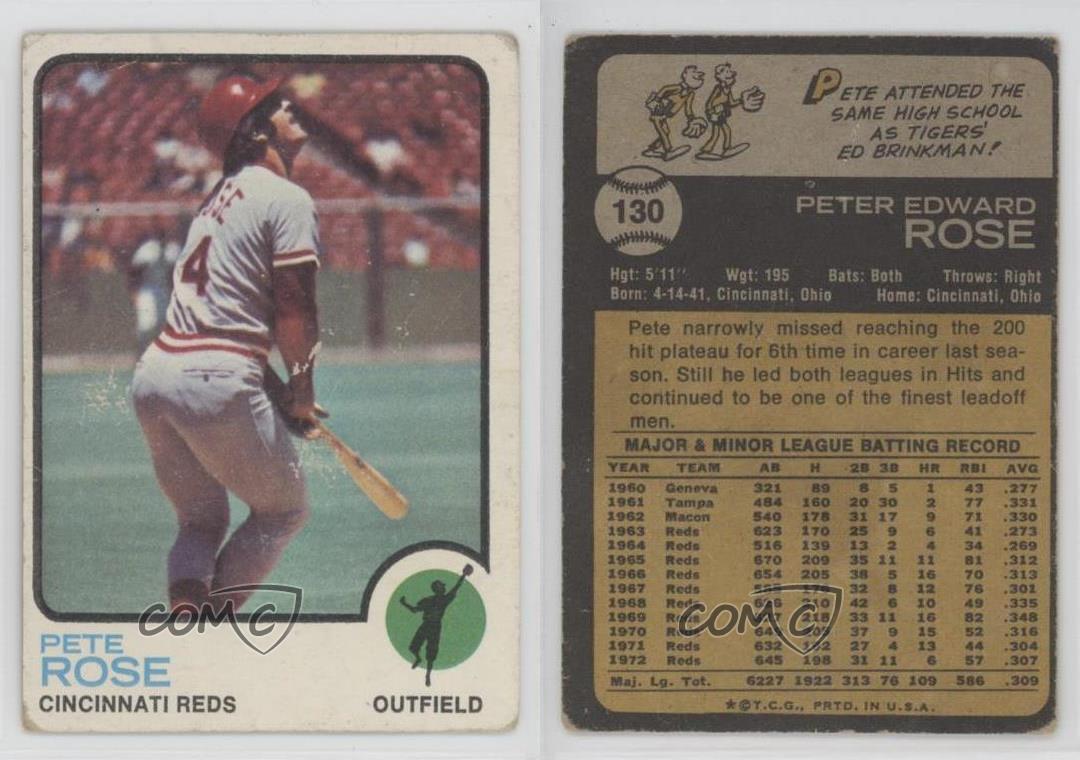 ROSE
4
PETE
ROSE
CINCINNATI REDS
OUTFIELD
COMC
PETE ATTENDED THE
SAME HIGH SCHOOL
AS TIGERS'
ED BRINKMAN!
130
PETER EDWARD
ROSE
Hgt: 5'11" Wgt: 195 Bats: Both Throws: Right
Born: 4-14-41, Cincinnati, Ohio Home: Cincinnati, Ohio
Pete narrowly missed reaching the 200
hit plateau for 6th time in career last sea-
son. Still he led both leagues in Hits and
continued to be one of the finest leadoff
men.
MAJOR & MINOR LEAGUE BATTING RECORD
YEAR TEAM AB H 2B 3B HR RBI AVG
1960 Geneva 321 89 8 5 1 43 .277
1961 Tampa 484 160 20 30 2 77 .331
1962 Macon 540 178 31 17 9 71 .330
1963 Reds 623 170 25 9 6 41 .273
1964 Reds 516 139 13 2 4 34 .269
1965 Reds 670 209 35 11 11 81 .312
1966 Reds 654 205 38 5 16 70 .313
1967 Reds 32 8 12 76 .301
1968 Reds 210 42 6 10 49 .335
1969 Reds 218 33 11 16 82 .348
1970 Reds 205 37 9 15 52 .316
1971 Reds 632 192 27 4 13 44 .304
1972 Reds 645 198 31 11 6 57 .307
Maj. Lg. Tot. 6227 1922 313 76 109 586 .309
COMC
★©T.C.G., PRTD. IN U.S.A.